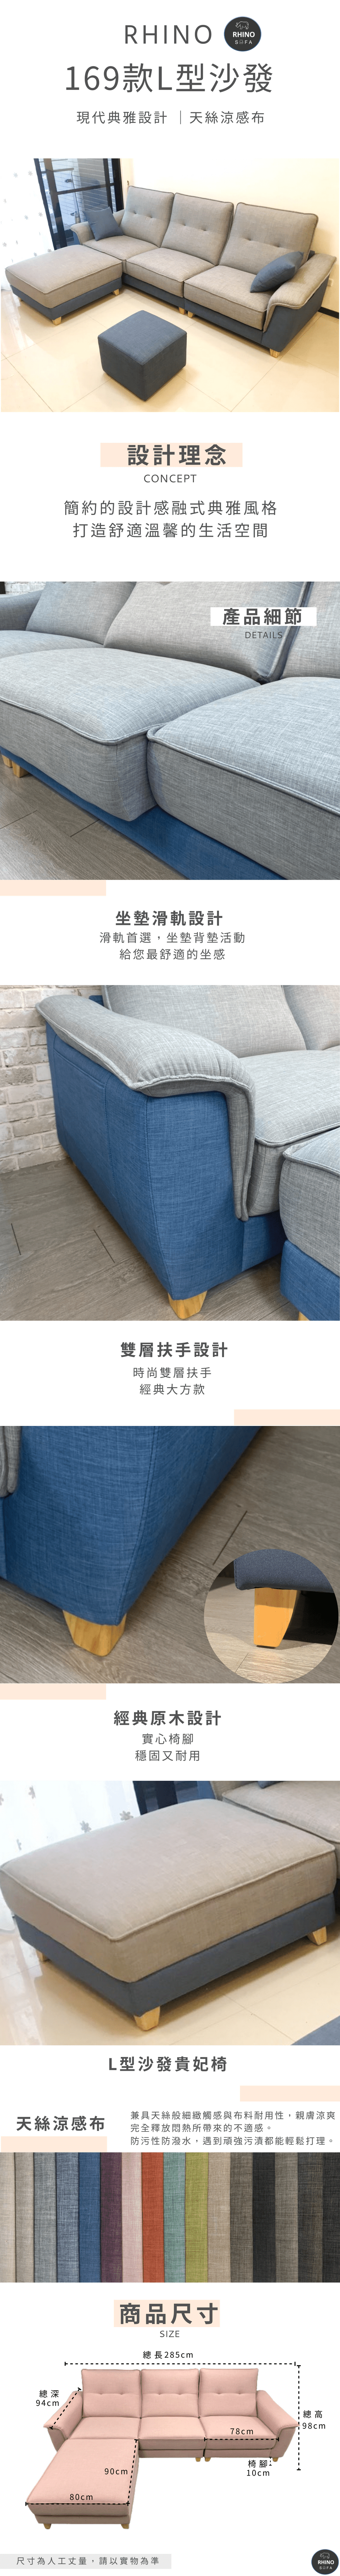 RHINO
RHINO
SOFA
169款L型沙發
現代典雅設計｜天絲涼感布
設計理念
CONCEPT
簡約的設計感融式典雅風格
打造舒適溫馨的生活空間
產品細節
DETAILS
坐墊滑軌設計
滑軌首選，坐墊背墊活動
給您最舒適的坐感
雙層扶手設計
時尚雙層扶手
經典大方款
經典原木設計
實心椅腳
穩固又耐用
L型沙發貴妃椅
天絲涼感布
兼具天絲般細緻觸感與布料耐用性，親膚涼爽
完全釋放悶熱所帶來的不適感。
防污性防潑水，遇到頑強污漬都能輕鬆打理。
商品尺寸
SIZE
總長285cm
總深
94cm
總高
98cm
78cm
椅腳
10cm
90cm
80cm
尺寸為人工丈量，請以實物為準
RHINO
SOFA